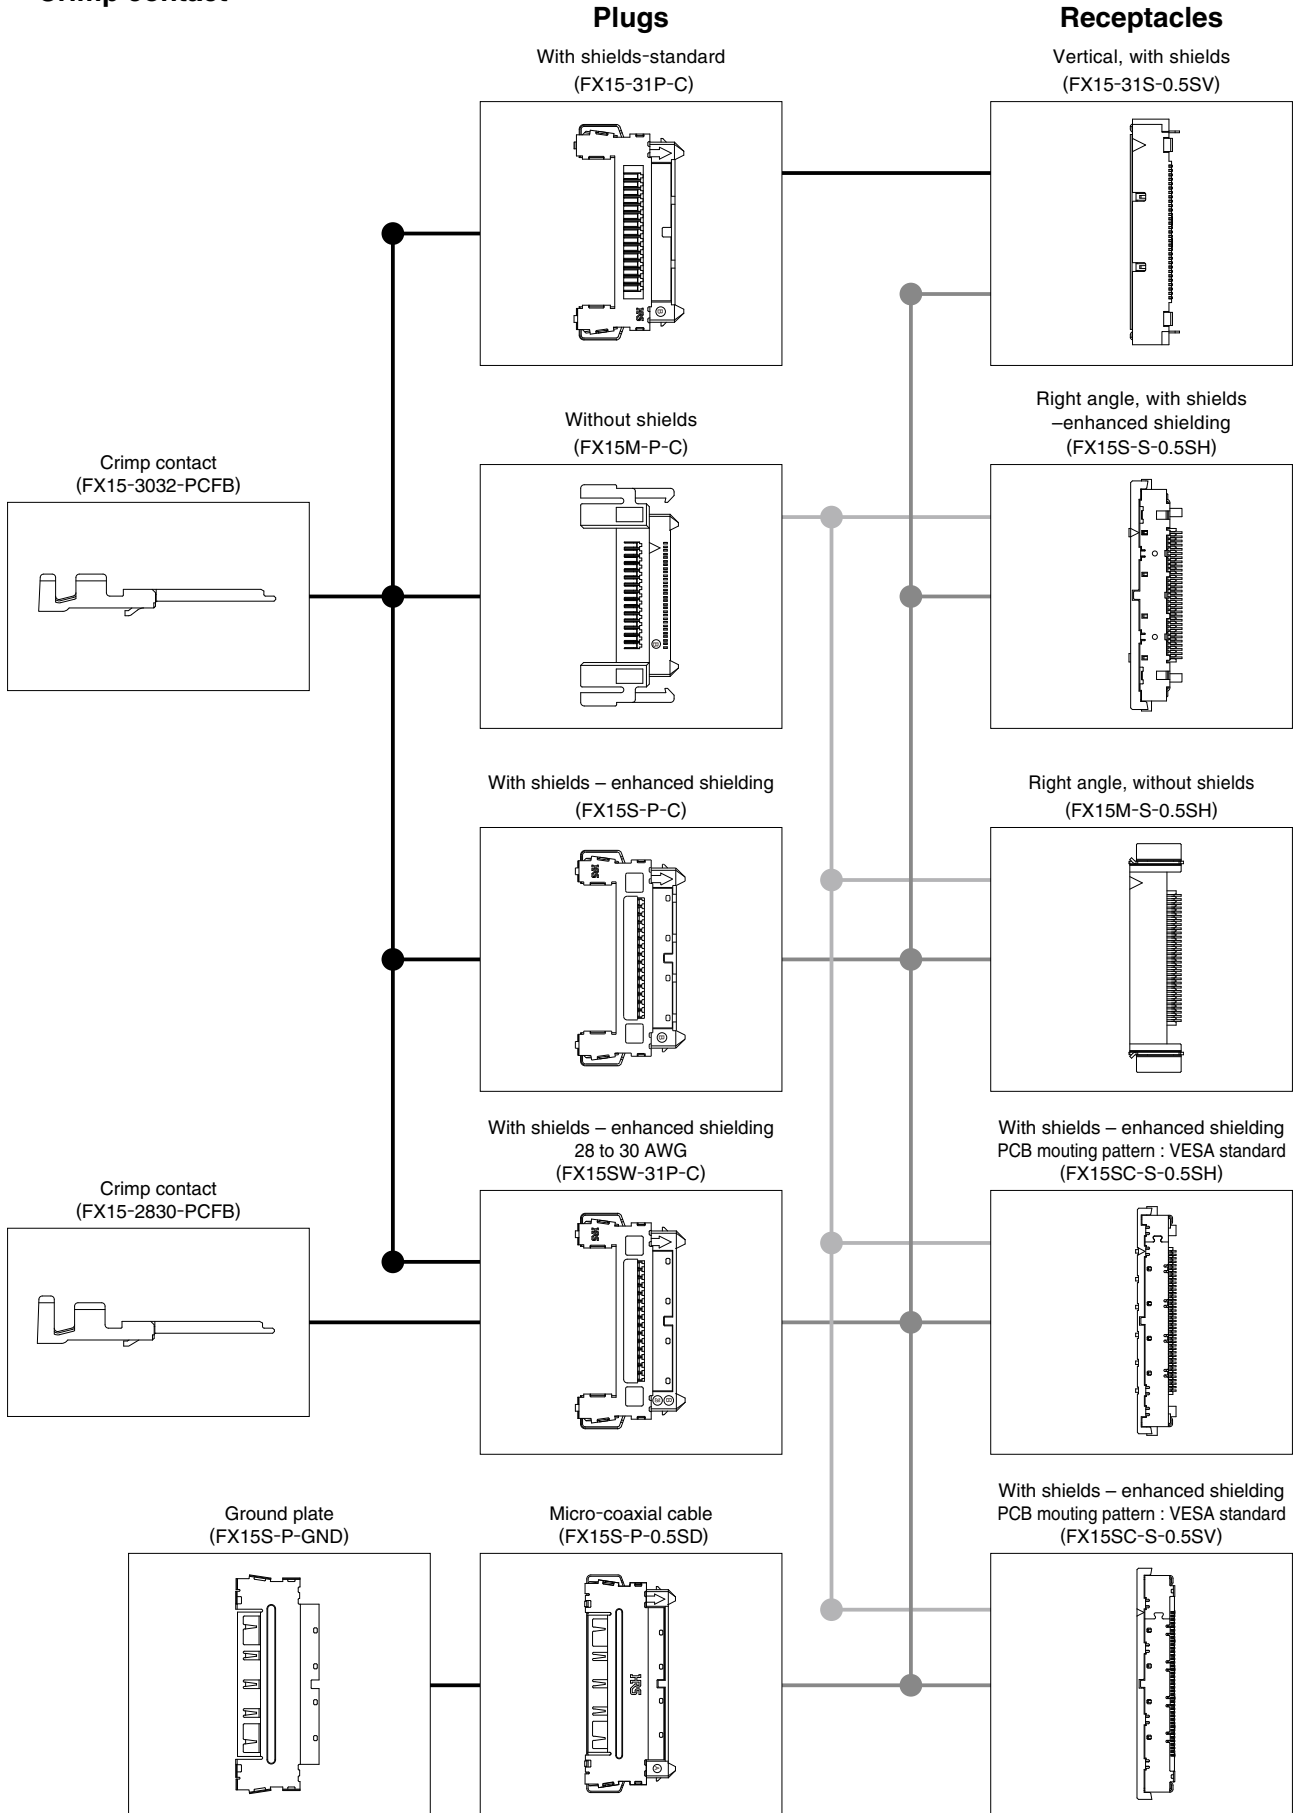 Crimp contact
Plugs
Receptacles
With shields-standard
(FX15-31P-C)
Vertical, with shields
(FX15-31S-0.5SV)
Without shields
(FX15M-P-C)
Right angle, with shields
–enhanced shielding
(FX15S-S-0.5SH)
Crimp contact
(FX15-3032-PCFB)
With shields – enhanced shielding
(FX15S-P-C)
Right angle, without shields
(FX15M-S-0.5SH)
With shields – enhanced shielding
28 to 30 AWG
(FX15SW-31P-C)
With shields – enhanced shielding
PCB mouting pattern : VESA standard
(FX15SC-S-0.5SH)
Crimp contact
(FX15-2830-PCFB)
Ground plate
(FX15S-P-GND)
Micro-coaxial cable
(FX15S-P-0.5SD)
With shields – enhanced shielding
PCB mouting pattern : VESA standard
(FX15SC-S-0.5SV)
HRS
HRS
HRS
HRS